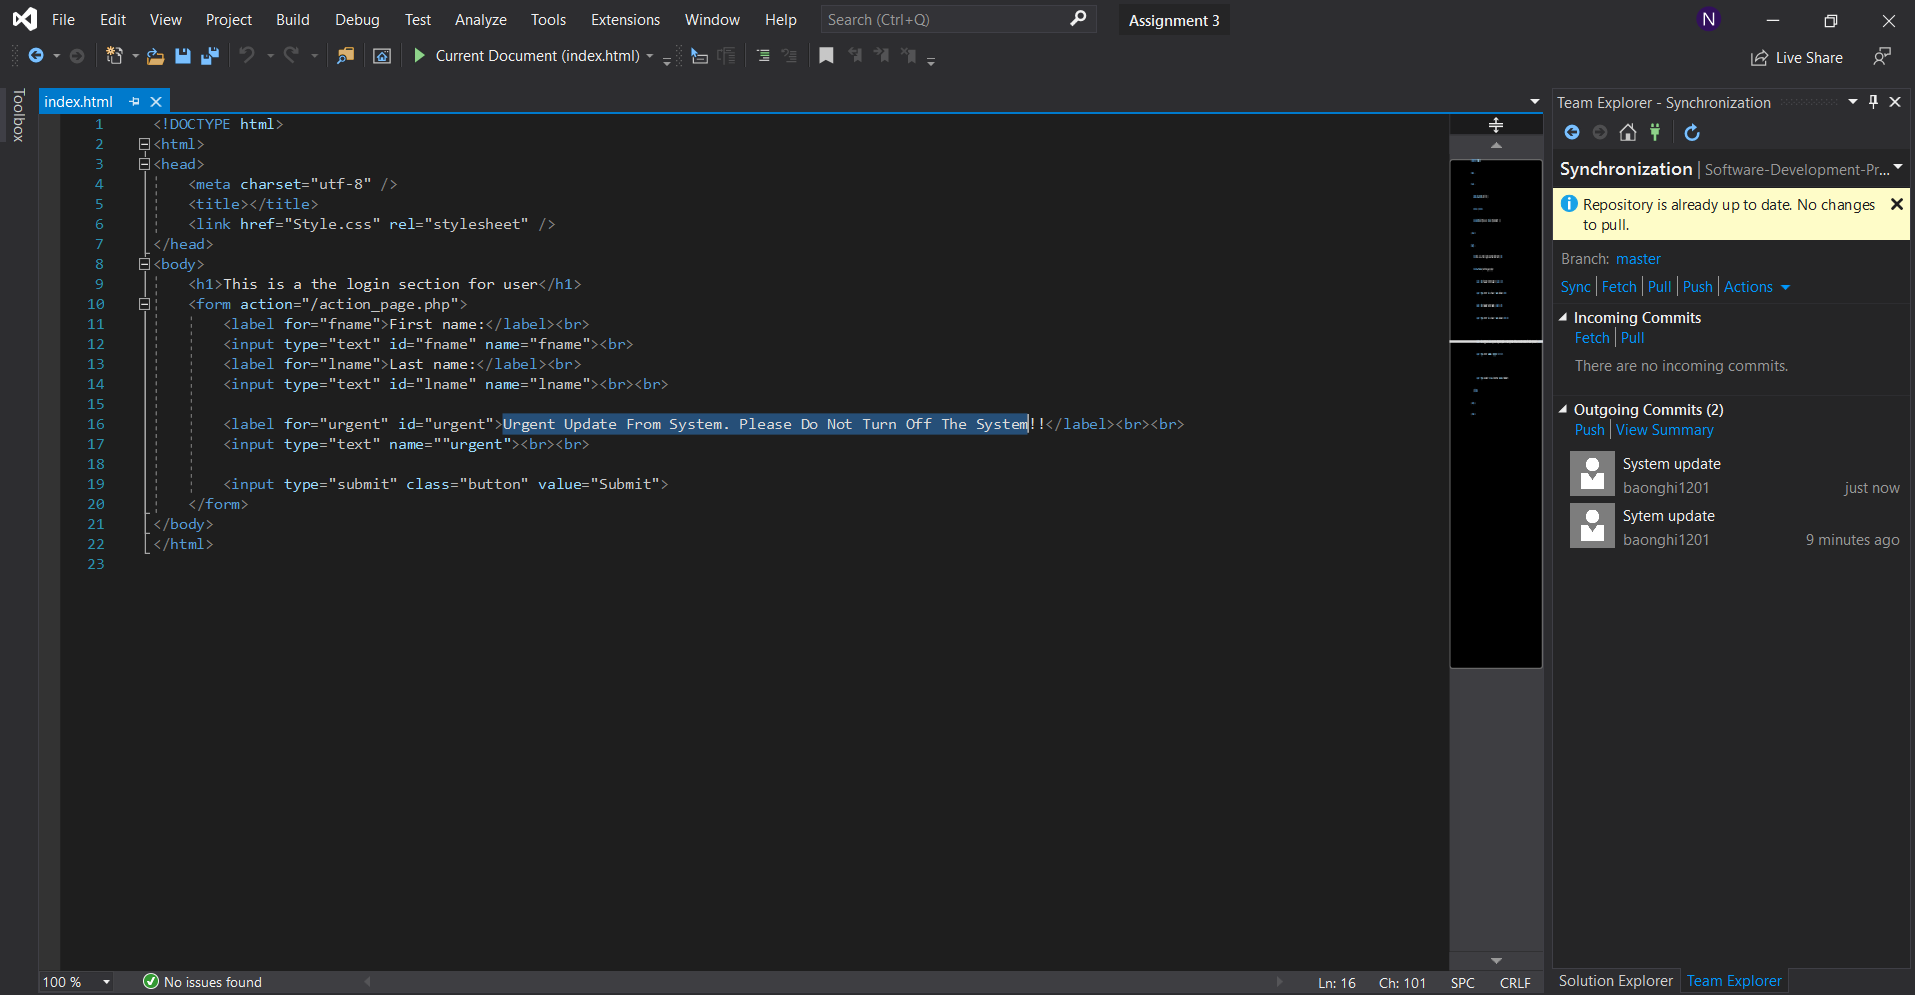 File Edit View Project Build Debug Test Analyze Tools Extensions Window Help Search (Ctrl+Q) Assignment 3 N
Current Document (index.html) Live Share
Toolbox
index.html
1 <!DOCTYPE html>
2 <html>
3 <head>
4 <meta charset="utf-8" />
5 <title></title>
6 <link href="Style.css" rel="stylesheet" />
7 </head>
8 <body>
9 <h1>This is a the login section for user</h1>
10 <form action="/action_page.php">
11 <label for="fname">First name:</label><br>
12 <input type="text" id="fname" name="fname"><br>
13 <label for="lname">Last name:</label><br>
14 <input type="text" id="lname" name="lname"><br><br>
15
16 <label for="urgent" id="urgent">Urgent Update From System. Please Do Not Turn Off The System!!</label><br><br>
17 <input type="text" name=""urgent"><br><br>
18
19 <input type="submit" class="button" value="Submit">
20 </form>
21 </body>
22 </html>
23
Team Explorer - Synchronization
Synchronization | Software-Development-Pr...
Repository is already up to date. No changes
to pull.
Branch: master
Sync | Fetch | Pull | Push | Actions
Incoming Commits
Fetch | Pull
There are no incoming commits.
Outgoing Commits (2)
Push | View Summary
System update
baonghi1201 just now
Sytem update
baonghi1201 9 minutes ago
100 % No issues found Ln: 16 Ch: 101 SPC CRLF
Solution Explorer Team Explorer